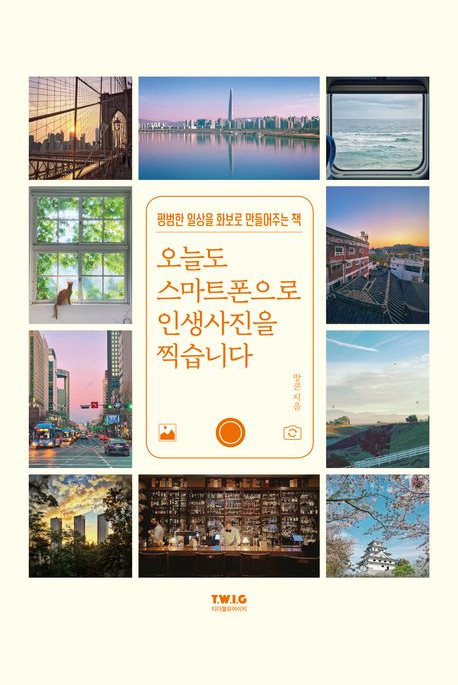 평범한 일상을 화보로 만들어주는 책
오늘도
스마트폰으로
인생사진을
찍습니다
방쿤 지음
T.W.I.G
티더블유아이지